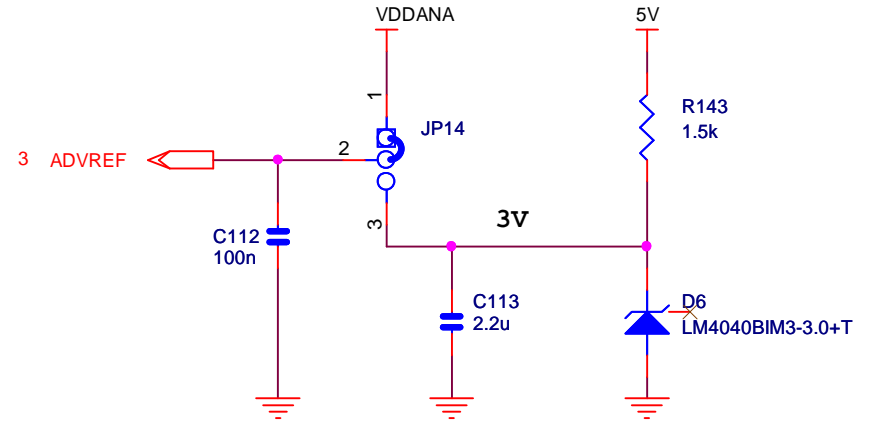 VDDANA
5V
1
R143
1.5k
JP14
2
3 ADVREF
3
3V
C112
100n
C113
2.2u
D6
LM4040BIM3-3.0+T